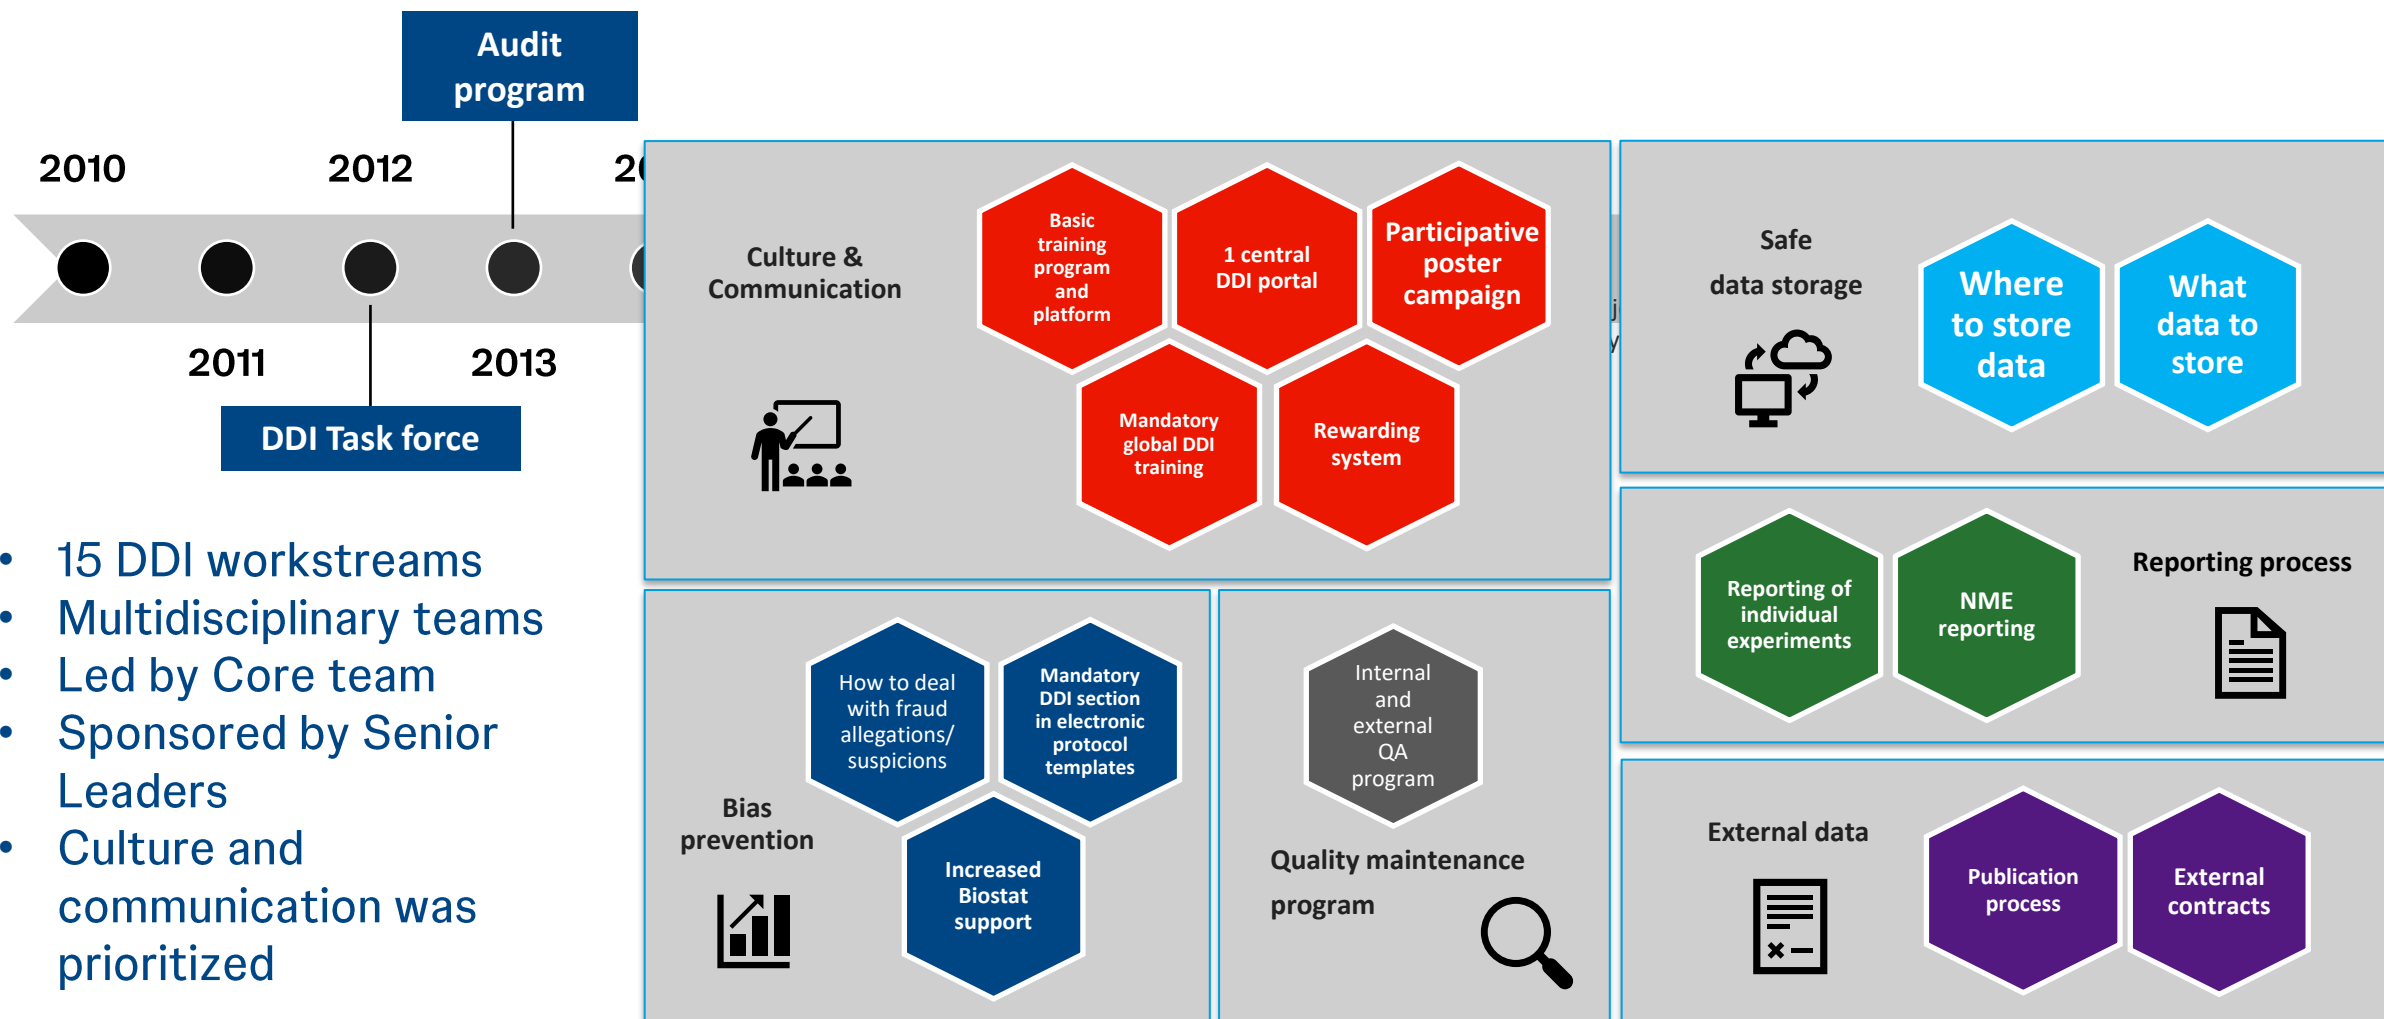 Audit
program
2010
2012
2011
2013
DDI Task force
• 15 DDI workstreams
• Multidisciplinary teams
• Led by Core team
• Sponsored by Senior
Leaders
• Culture and
communication was
prioritized
Culture &
Communication
Basic
training
program
and
platform
1 central
DDI portal
Participative
poster
campaign
Mandatory
global DDI
training
Rewarding
system
Safe
data storage
Where
to store
data
What
data to
store
Reporting of
individual
experiments
NME
reporting
Reporting process
Bias
prevention
How to deal
with fraud
allegations/
suspicions
Mandatory
DDI section
in electronic
protocol
templates
Increased
Biostat
support
Internal
and
external
QA
program
Quality maintenance
program
External data
Publication
process
External
contracts